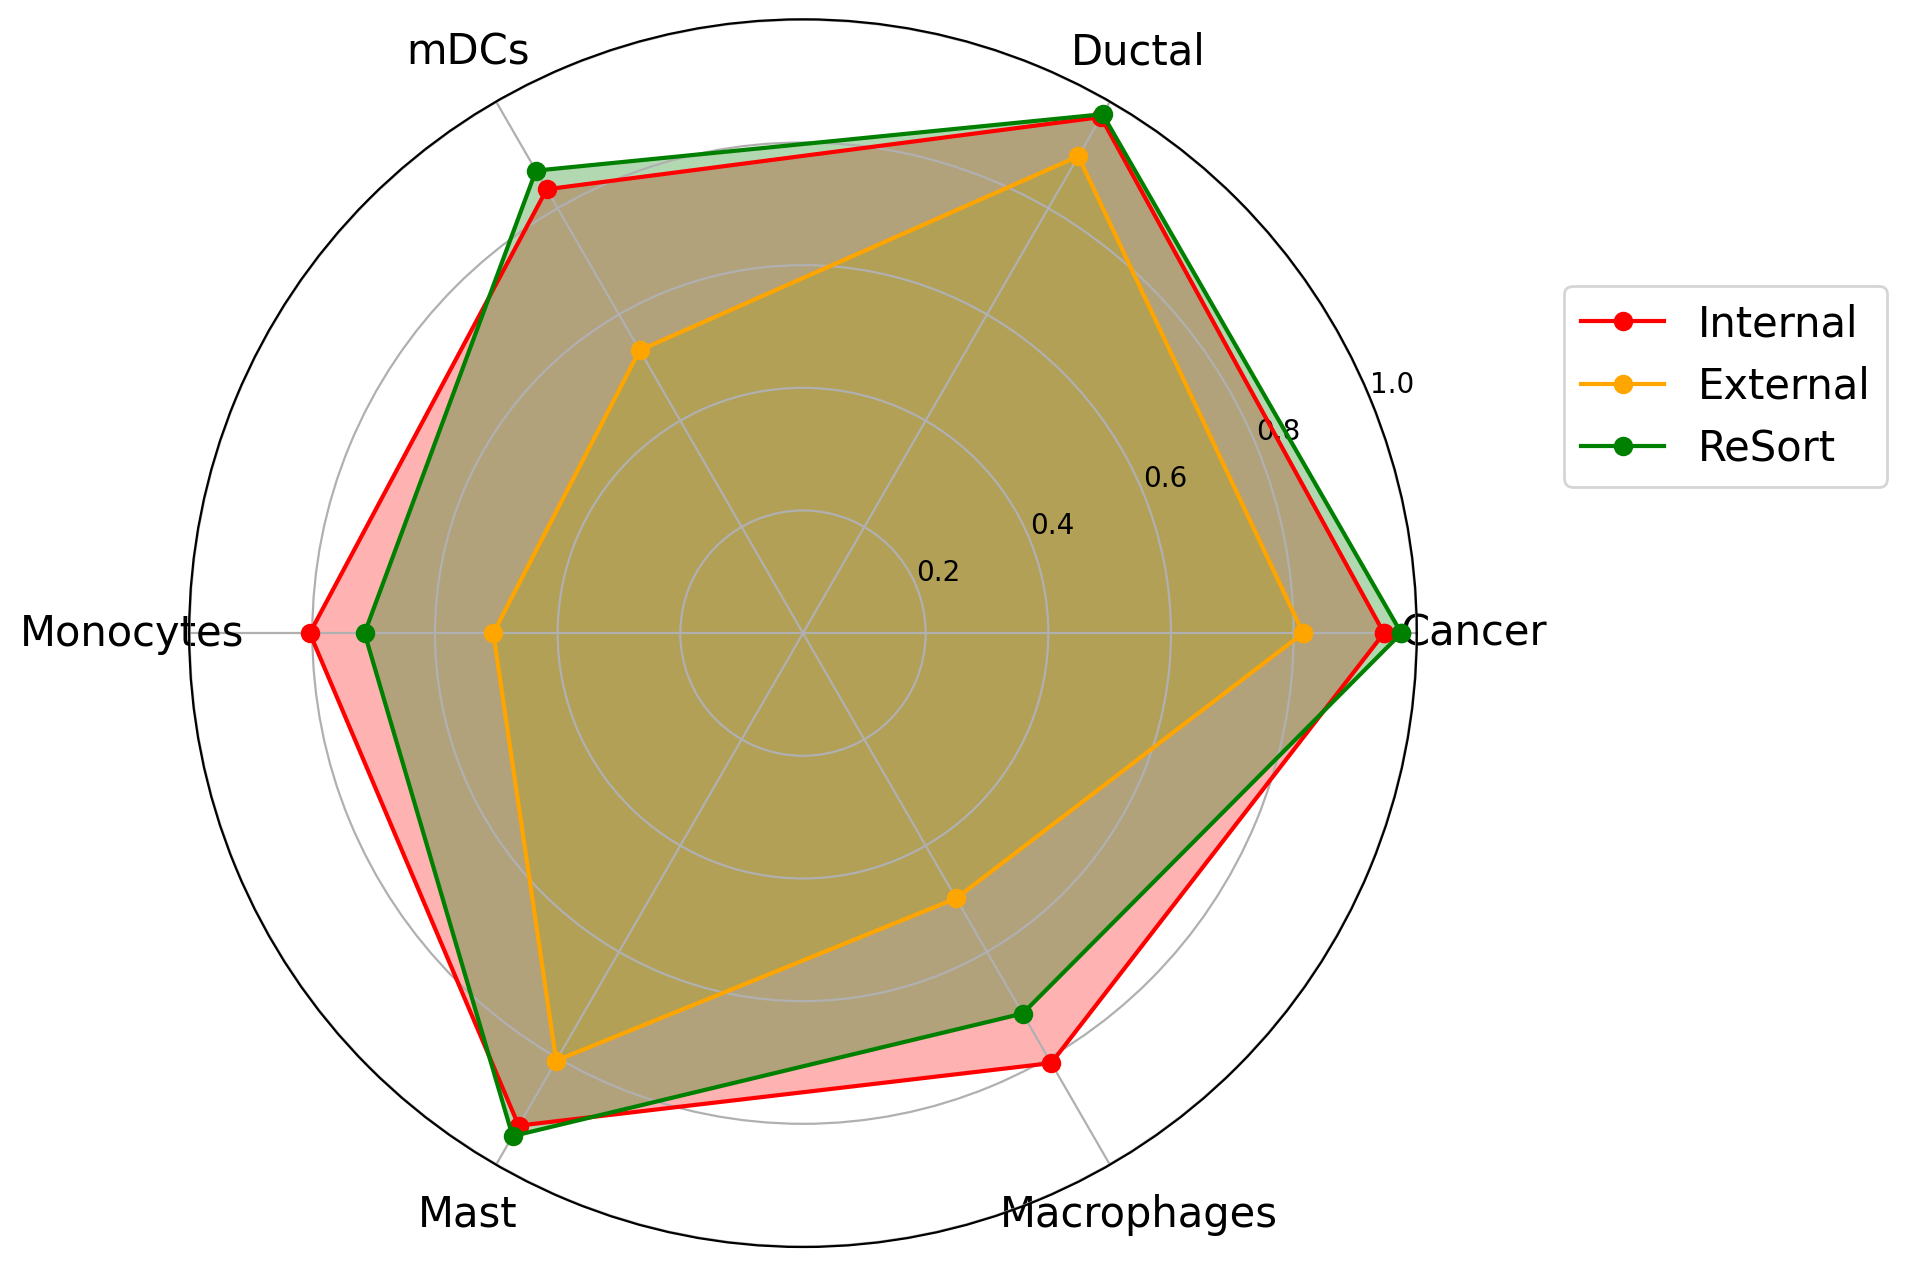 mDCs
Ductal
Internal
External
ReSort
1.0
0.8
0.6
0.4
0.2
Monocytes
Cancer
Mast
Macrophages